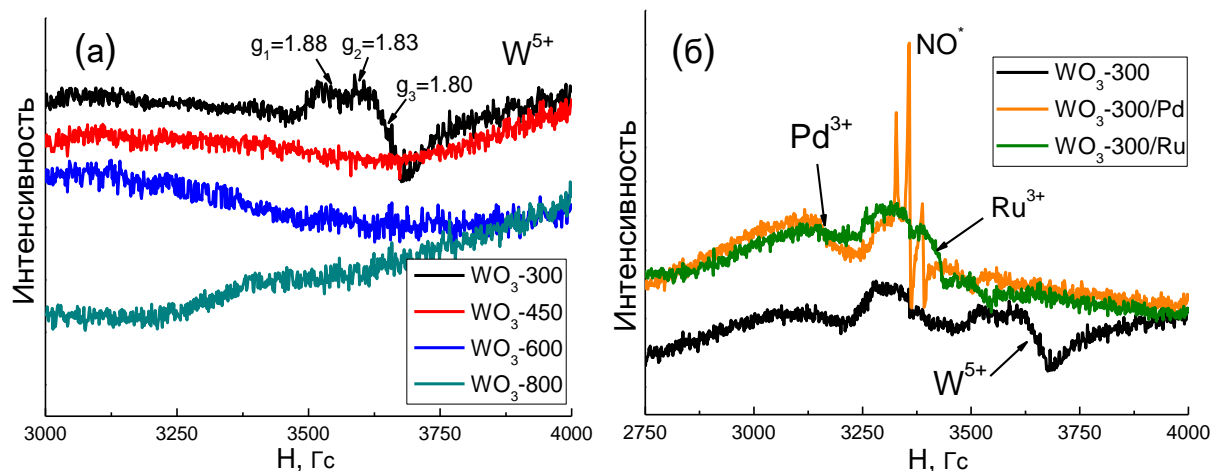 (а)
g₁=1.88
g₂=1.83
W⁵⁺
g₃=1.80
Интенсивность
WO₃-300
WO₃-450
WO₃-600
WO₃-800
3000
3250
3500
3750
4000
H, Гс
(б)
NO*
WO₃-300
WO₃-300/Pd
WO₃-300/Ru
Pd³⁺
Ru³⁺
W⁵⁺
Интенсивность
2750
3000
3250
3500
3750
4000
H, Гс